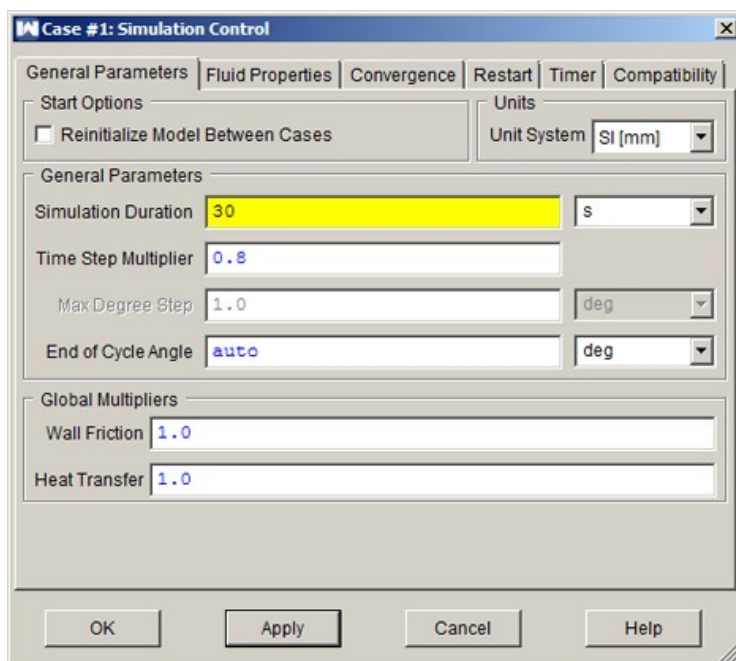 Case #1: Simulation Control
General Parameters Fluid Properties Convergence Restart Timer Compatibility
Start Options Units
Reinitialize Model Between Cases Unit System SI [mm]
General Parameters
Simulation Duration 30 s
Time Step Multiplier 0.8
Max Degree Step 1.0 deg
End of Cycle Angle auto deg
Global Multipliers
Wall Friction 1.0
Heat Transfer 1.0
OK Apply Cancel Help